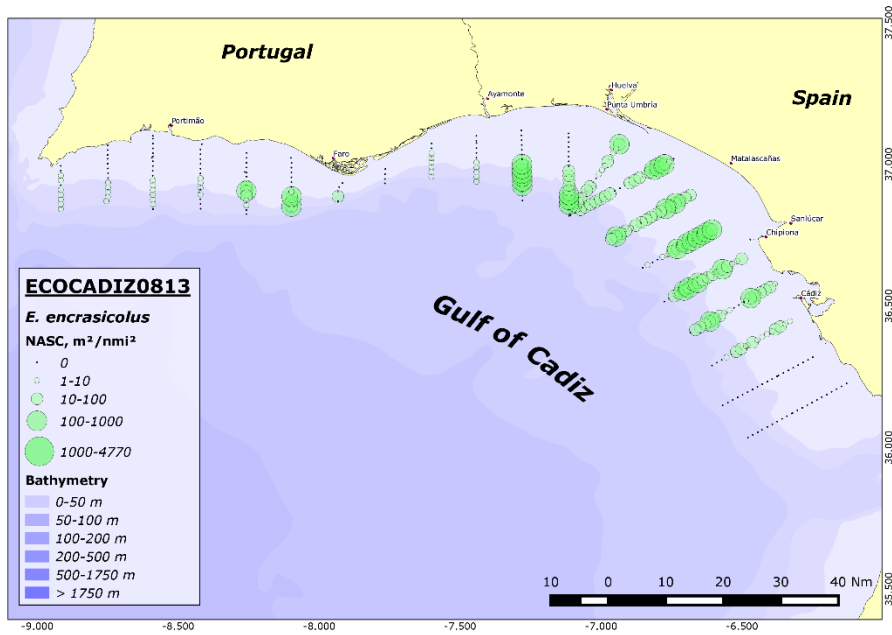 37.500
Portugal
Huelva
Ayamonte
Punta Umbría
Spain
Portimão
Faro
Matalascañas
37.000
Sanlúcar
Chipiona
ECOCADIZ0813
E. encrasicolus
NASC, m²/nmi²
0
1-10
10-100
100-1000
1000-4770
Cádiz
36.500
Gulf of Cadiz
36.000
Bathymetry
0-50 m
50-100 m
100-200 m
200-500 m
500-1750 m
> 1750 m
10 0 10 20 30 40 Nm
35.500
-9.000 -8.500 -8.000 -7.500 -7.000 -6.500